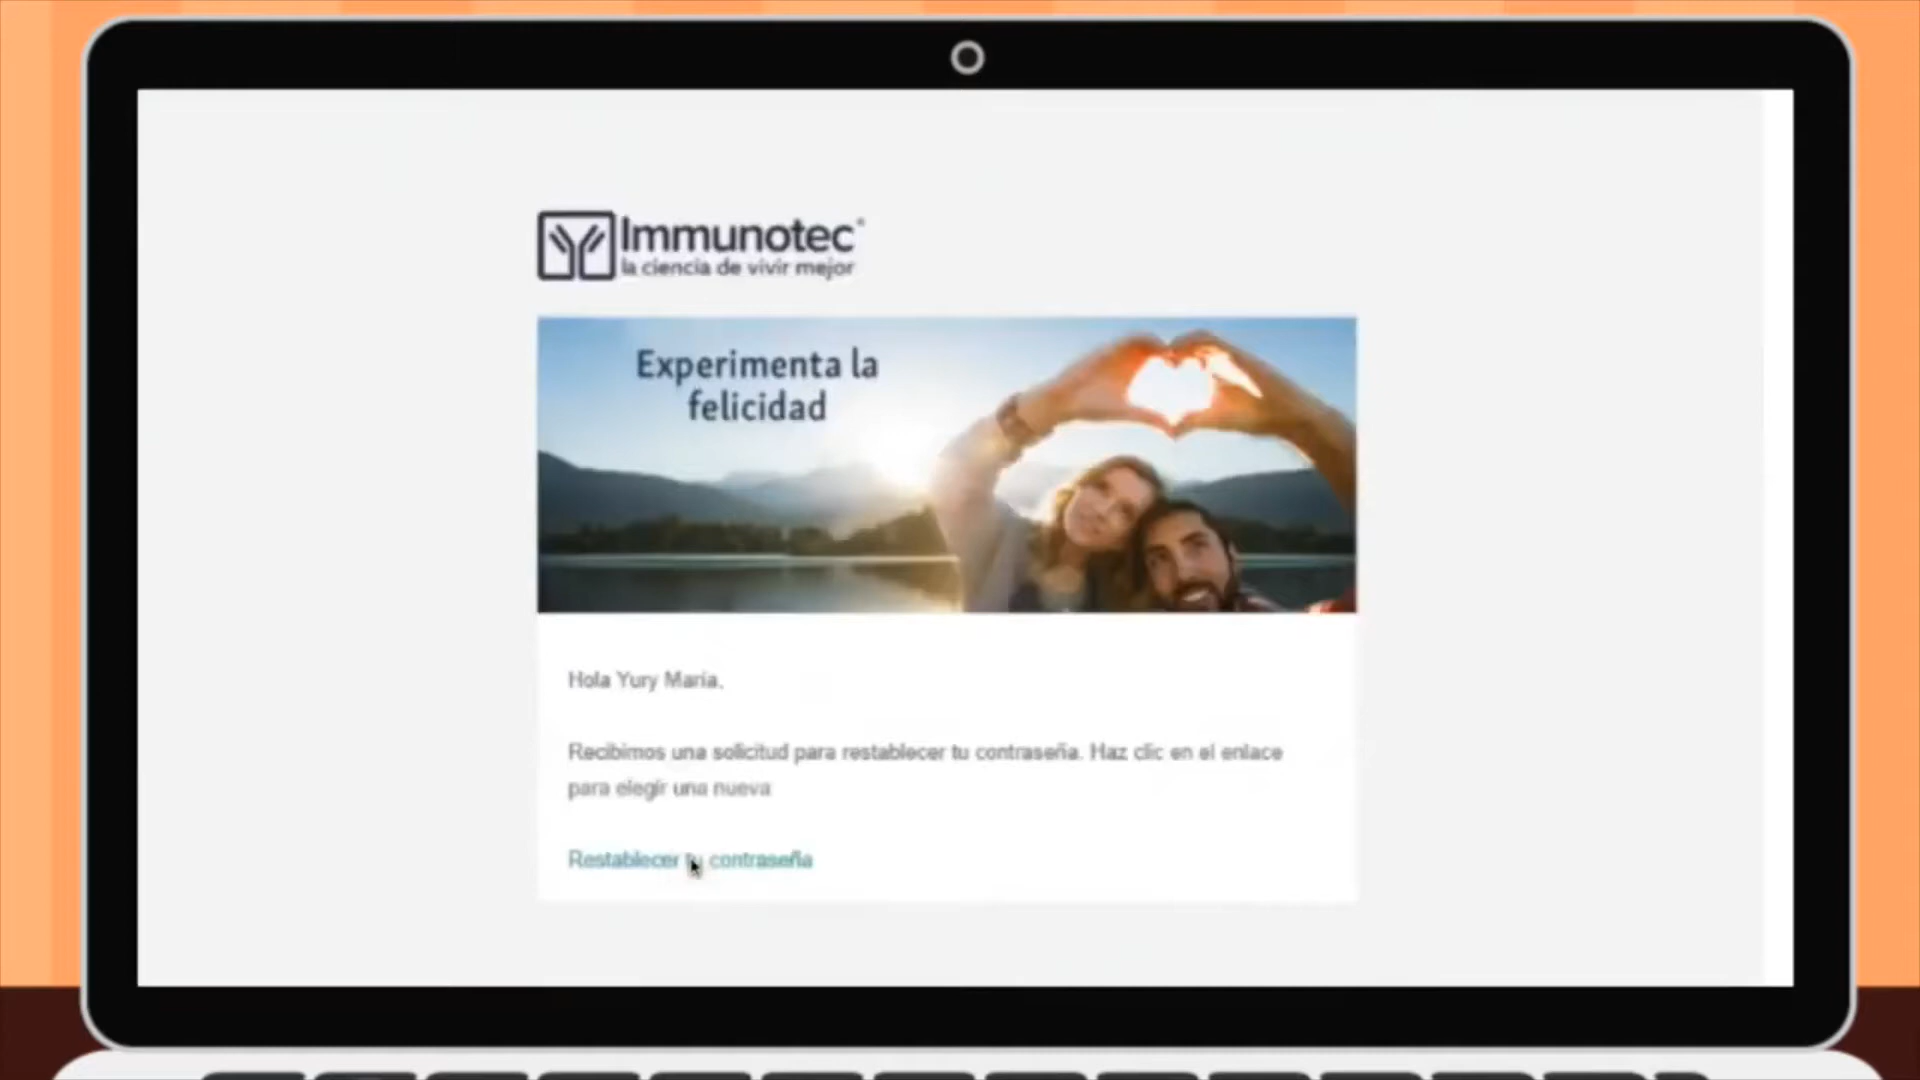 Immunotec
la ciencia de vivir mejor
Experimenta la
felicidad
Hola Yury María,
Recibimos una solicitud para restablecer tu contraseña. Haz clic en el enlace
para elegir una nueva
Restablecer tu contraseña